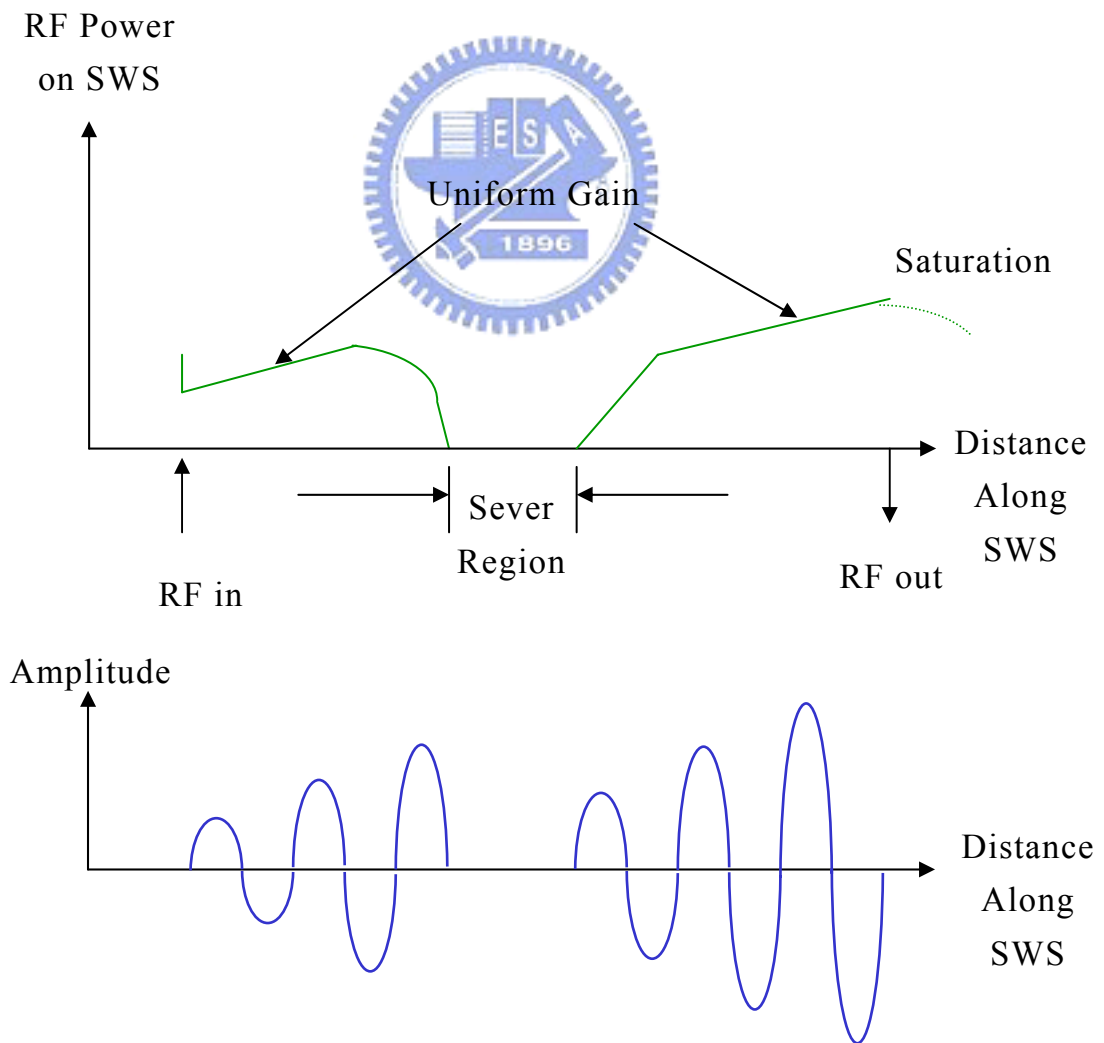 RF Power
on SWS
E S A
Uniform Gain
1896
Saturation
Distance
Along
SWS
Sever
Region
RF in
RF out
Amplitude
Distance
Along
SWS